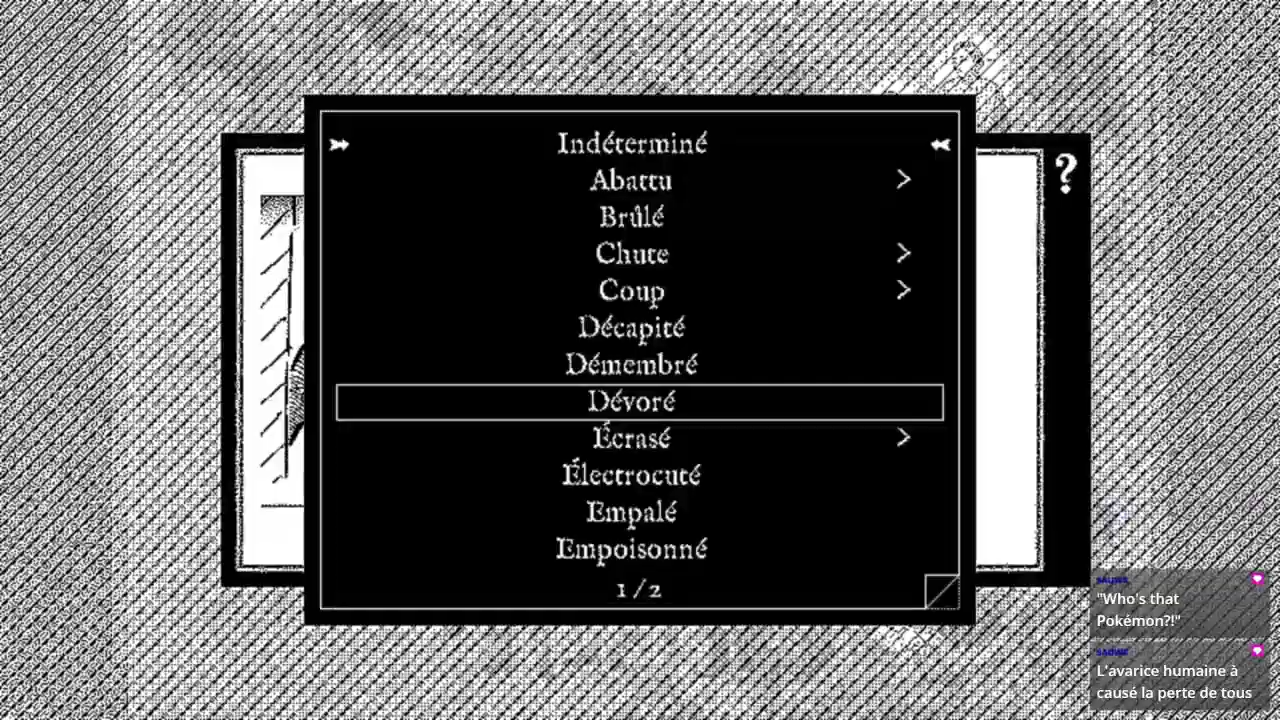 Indéterminé
Abattu >
Brûlé
Chute >
Coup >
Décapité
Démembré
Dévoré
Écrasé >
Électrocuté
Empalé
Empoisonné
1/2
?
"Who's that
Pokémon?!"
L'avarice humaine à
causé la perte de tous